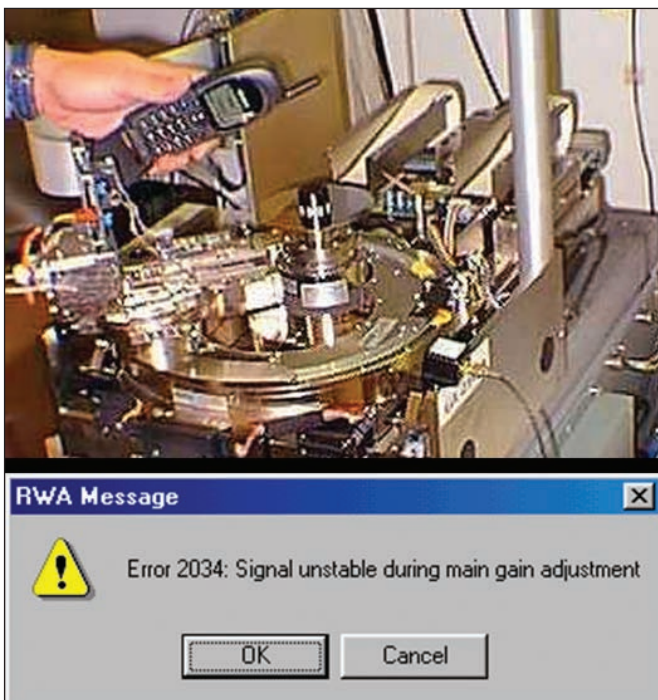 RWA Message
Error 2034: Signal unstable during main gain adjustment
OK
Cancel